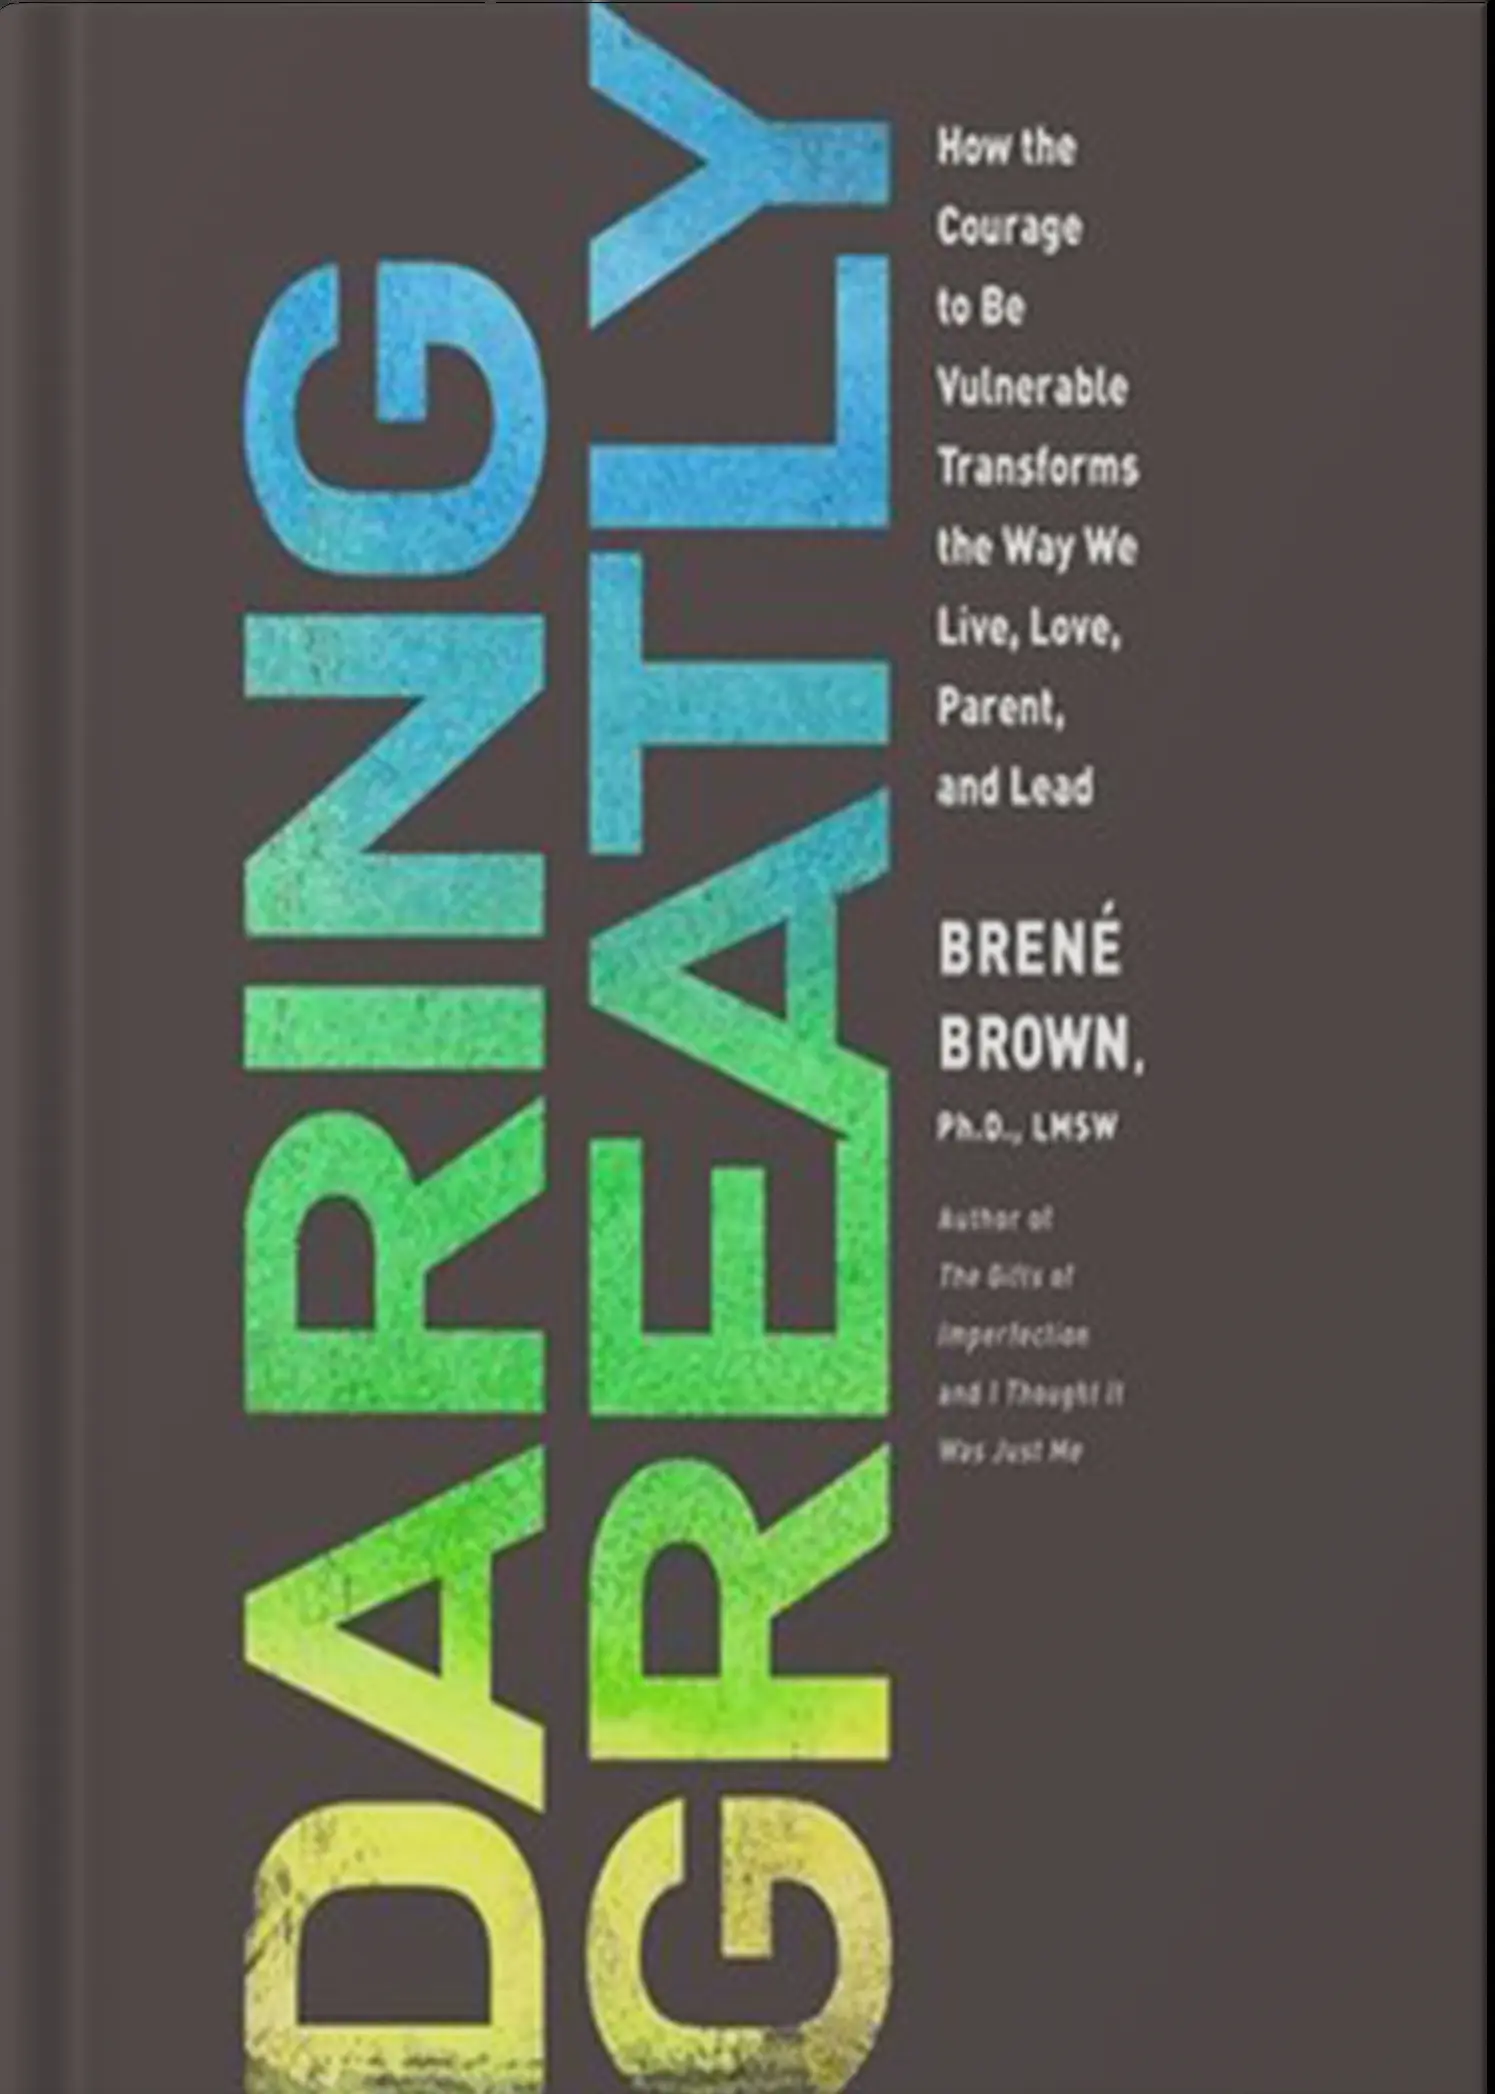 DARING
GREATLY
How the
Courage
to Be
Vulnerable
Transforms
the Way We
Live, Love,
Parent,
and Lead
BRENÉ
BROWN,
Ph.D., LMSW
Author of
The Gifts of
Imperfection
and I Thought It
Was Just Me